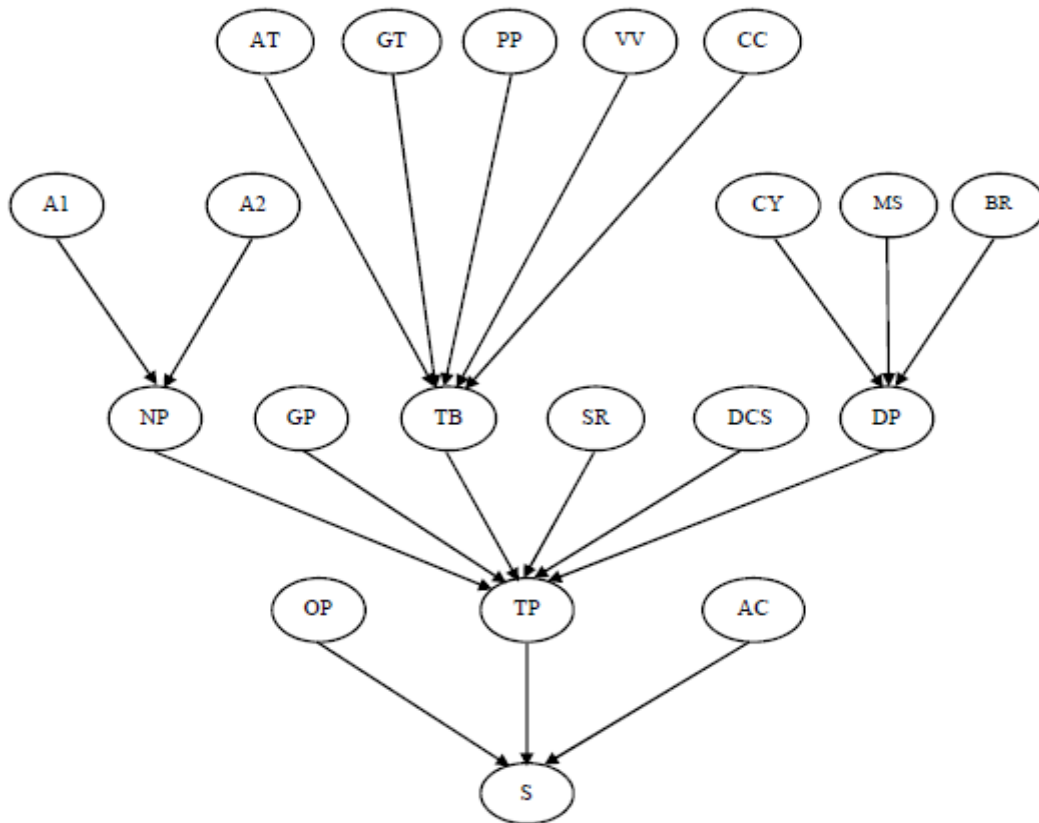 AT GT PP VV CC
A1 A2 CY MS BR
NP GP TB SR DCS DP
OP TP AC
S